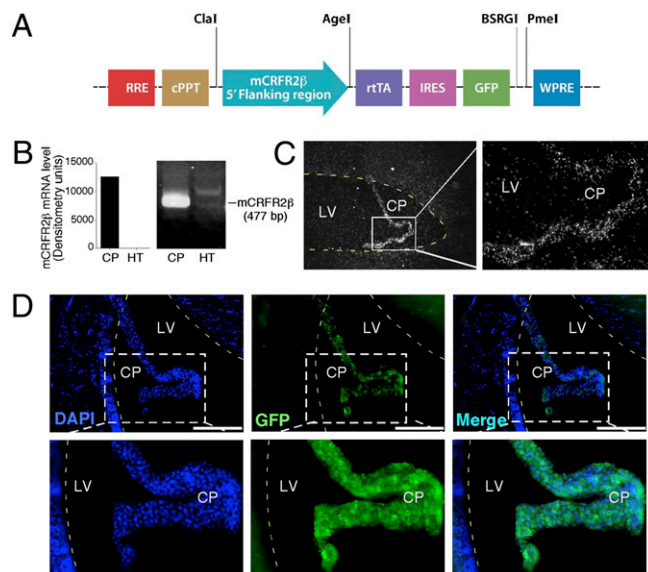 A
ClaI
AgeI
BSRGI
PmeI
RRE
cPPT
mCRFR2β
5' Flanking region
rtTA
IRES
GFP
WPRE
B
mCRFR2β mRNA level
(Densitometry units)
15000
10000
5000
0
CP HT
CP HT
mCRFR2β
(477 bp)
C
LV
CP
LV
CP
D
LV
CP
DAPI
LV
CP
GFP
LV
CP
Merge
LV
CP
LV
CP
LV
CP